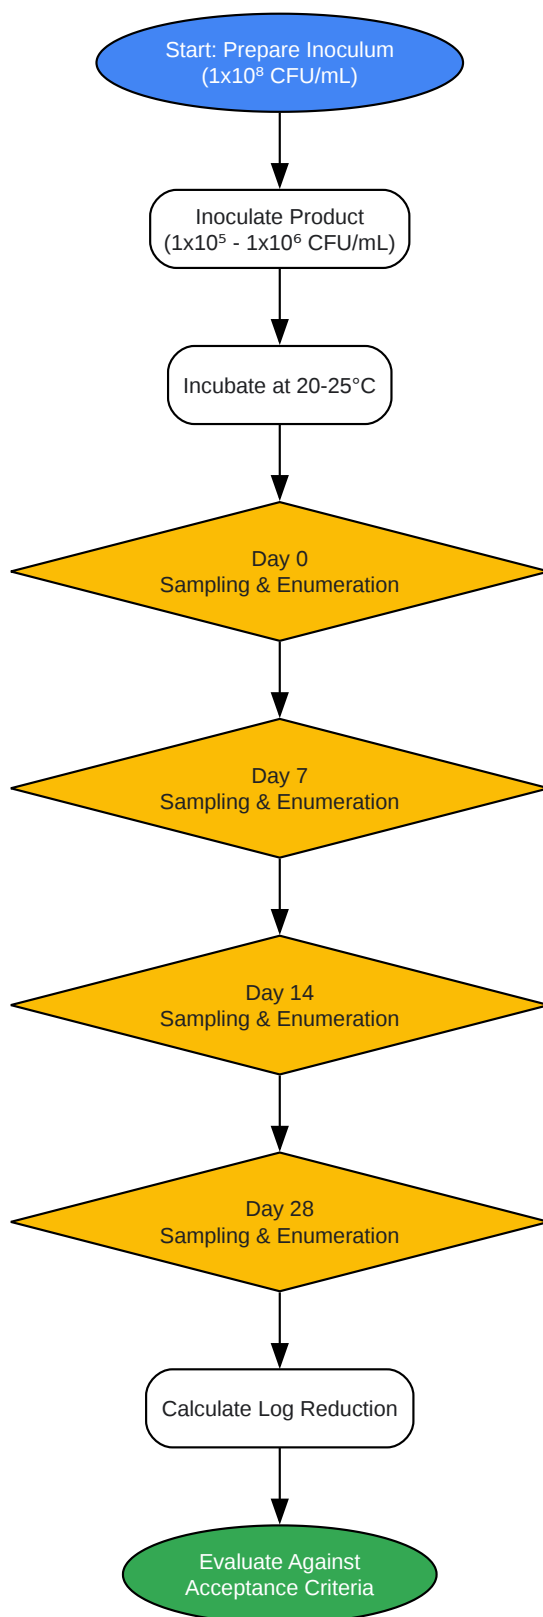 Start: Prepare Inoculum
(1x10⁸ CFU/mL)
Inoculate Product
(1x10⁵ - 1x10⁶ CFU/mL)
Incubate at 20-25°C
Day 0
Sampling & Enumeration
Day 7
Sampling & Enumeration
Day 14
Sampling & Enumeration
Day 28
Sampling & Enumeration
Calculate Log Reduction
Evaluate Against
Acceptance Criteria